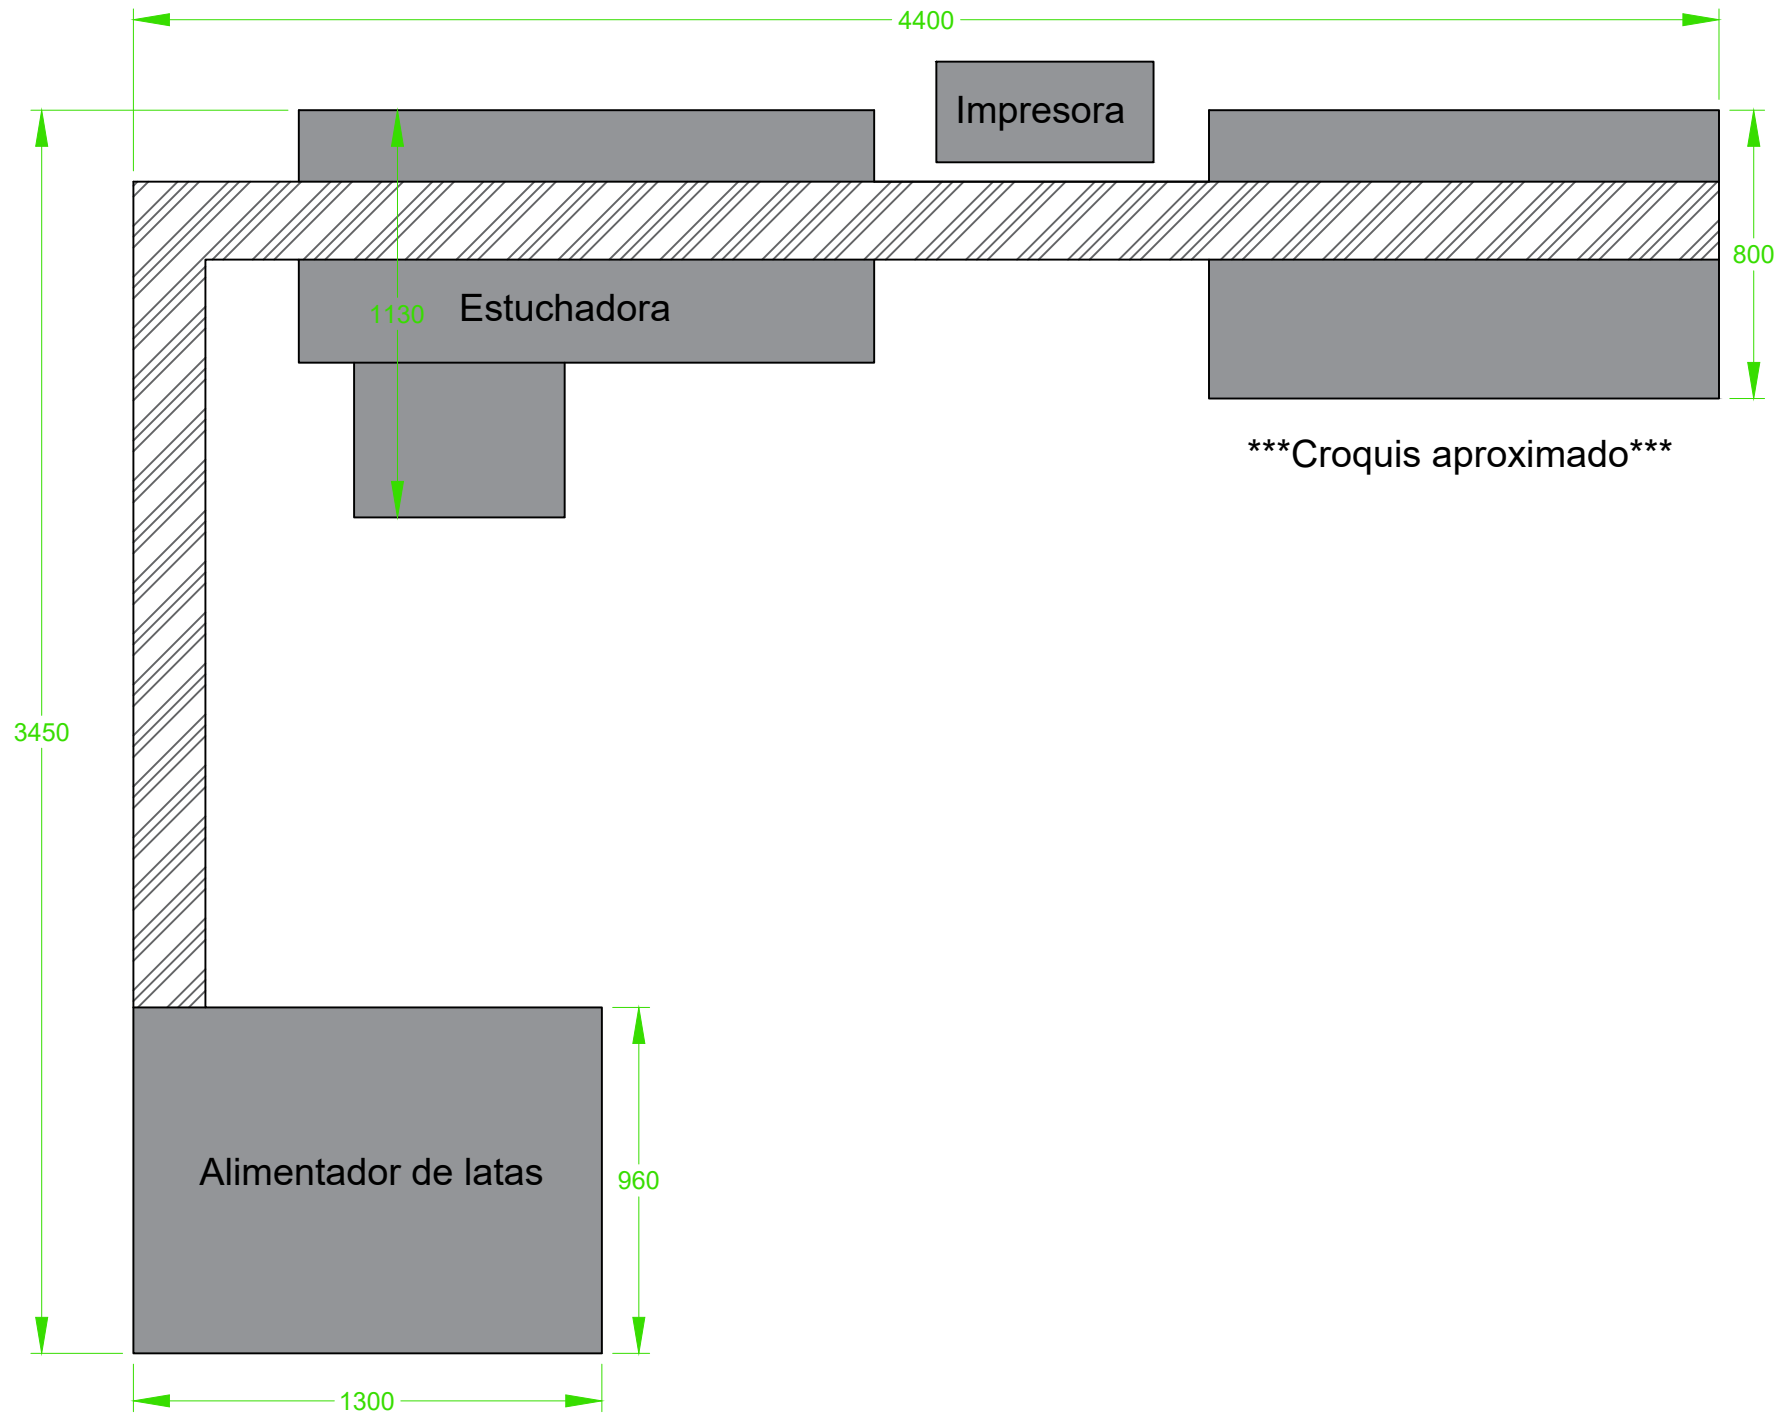 4400
Impresora
800
1130
Estuchadora
***Croquis aproximado***
3450
Alimentador de latas
960
1300